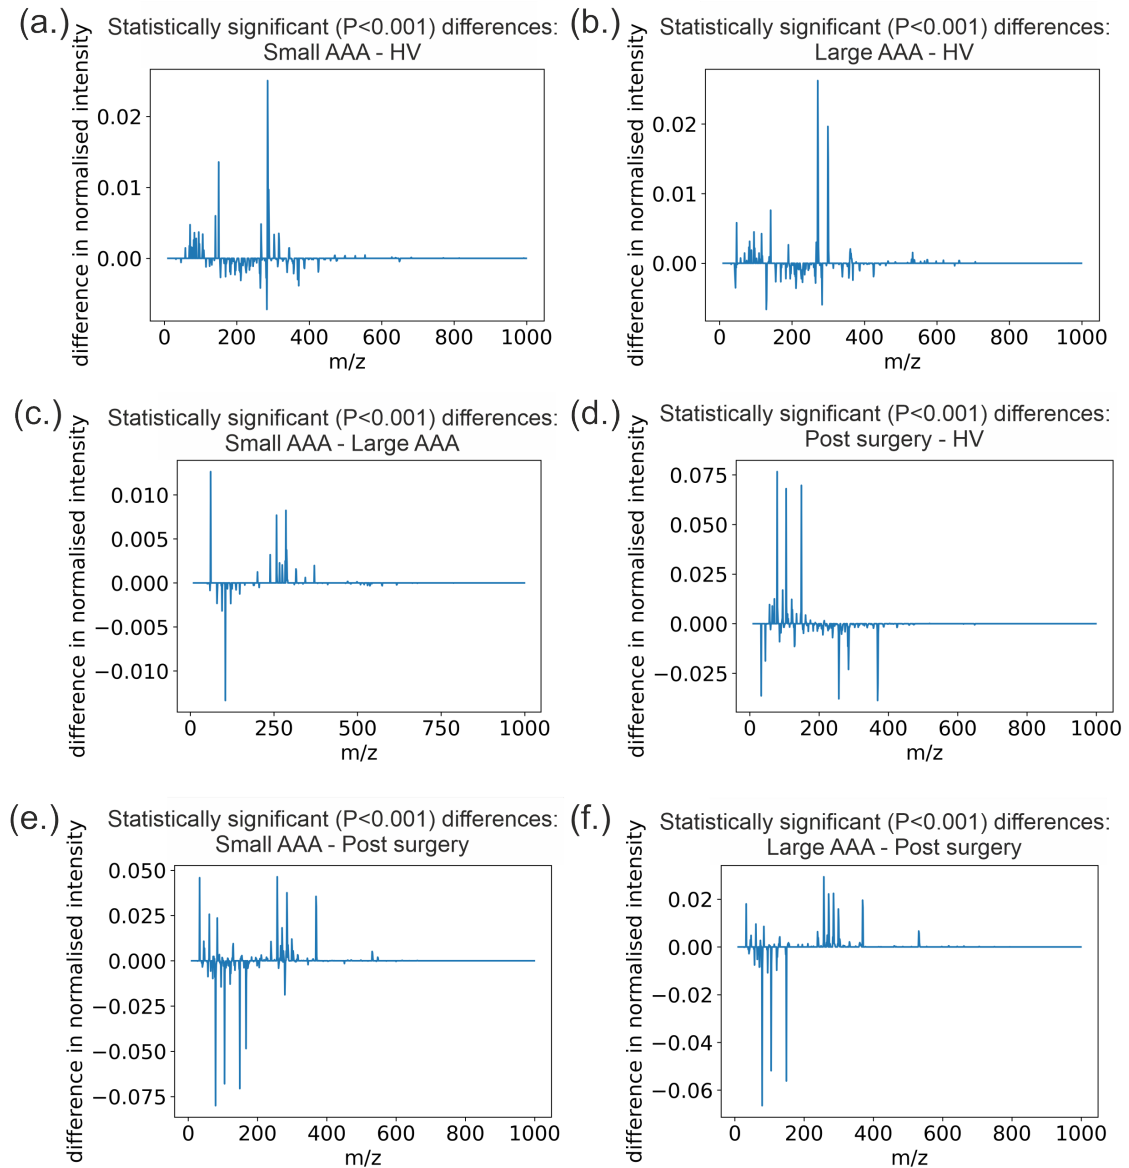 (a.)
Statistically significant (P<0.001) differences:
Small AAA - HV
difference in normalised intensity
0.02
0.01
0.00
0 200 400 600 800 1000
m/z
(b.)
Statistically significant (P<0.001) differences:
Large AAA - HV
difference in normalised intensity
0.02
0.01
0.00
0 200 400 600 800 1000
m/z
(c.)
Statistically significant (P<0.001) differences:
Small AAA - Large AAA
difference in normalised intensity
0.010
0.005
0.000
−0.005
−0.010
0 250 500 750 1000
m/z
(d.)
Statistically significant (P<0.001) differences:
Post surgery - HV
difference in normalised intensity
0.075
0.050
0.025
0.000
−0.025
0 200 400 600 800 1000
m/z
(e.)
Statistically significant (P<0.001) differences:
Small AAA - Post surgery
difference in normalised intensity
0.050
0.025
0.000
−0.025
−0.050
−0.075
0 200 400 600 800 1000
m/z
(f.)
Statistically significant (P<0.001) differences:
Large AAA - Post surgery
difference in normalised intensity
0.02
0.00
−0.02
−0.04
−0.06
0 200 400 600 800 1000
m/z